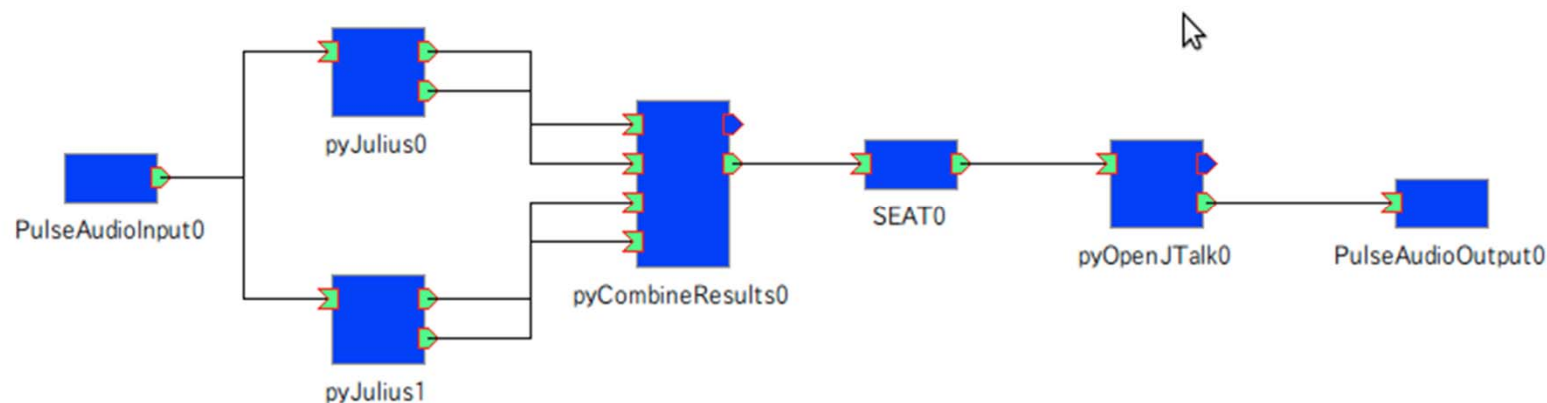 pyJulius0
PulseAudioInput0
SEAT0
pyOpenJTalk0
PulseAudioOutput0
pyCombineResults0
pyJulius1